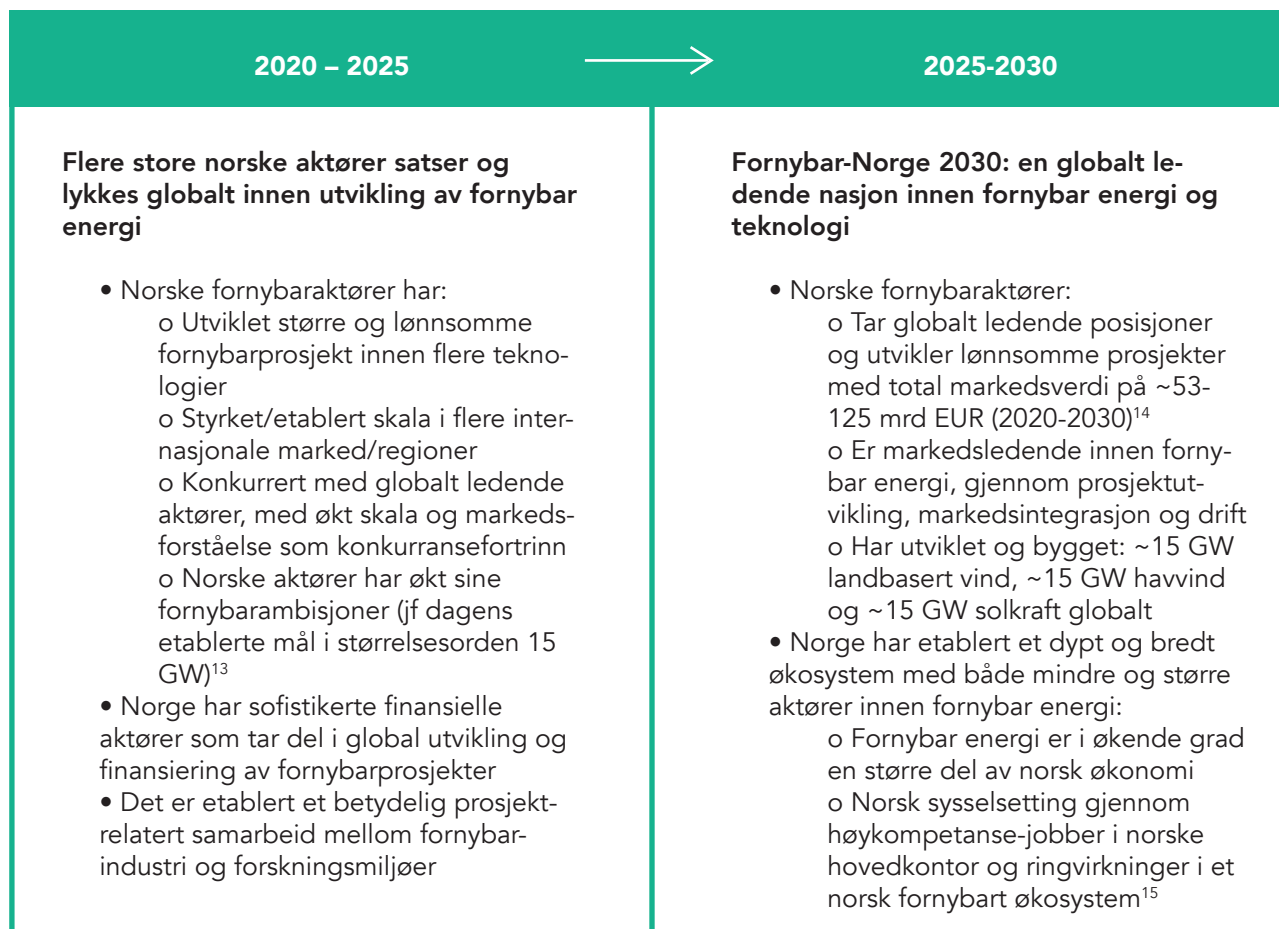 2020 – 2025
2025-2030
Flere store norske aktører satser og
lykkes globalt innen utvikling av fornybar
energi
• Norske fornybaraktører har:
o Utviklet større og lønnsomme
fornybarprosjekt innen flere tekno-
logier
o Styrket/etablert skala i flere inter-
nasjonale marked/regioner
o Konkurrert med globalt ledende
aktører, med økt skala og markeds-
forståelse som konkurransefortrinn
o Norske aktører har økt sine
fornybarambisjoner (jf dagens
etablerte mål i størrelsesorden 15
GW)13
• Norge har sofistikerte finansielle
aktører som tar del i global utvikling og
finansiering av fornybarprosjekter
• Det er etablert et betydelig prosjekt-
relatert samarbeid mellom fornybar-
industri og forskningsmiljøer
Fornybar-Norge 2030: en globalt le-
dende nasjon innen fornybar energi og
teknologi
• Norske fornybaraktører:
o Tar globalt ledende posisjoner
og utvikler lønnsomme prosjekter
med total markedsverdi på ~53-
125 mrd EUR (2020-2030)14
o Er markedsledende innen forny-
bar energi, gjennom prosjektut-
vikling, markedsintegrasjon og drift
o Har utviklet og bygget: ~15 GW
landbasert vind, ~15 GW havvind
og ~15 GW solkraft globalt
• Norge har etablert et dypt og bredt
økosystem med både mindre og større
aktører innen fornybar energi:
o Fornybar energi er i økende grad
en større del av norsk økonomi
o Norsk sysselsetting gjennom
høykompetanse-jobber i norske
hovedkontor og ringvirkninger i et
norsk fornybart økosystem15